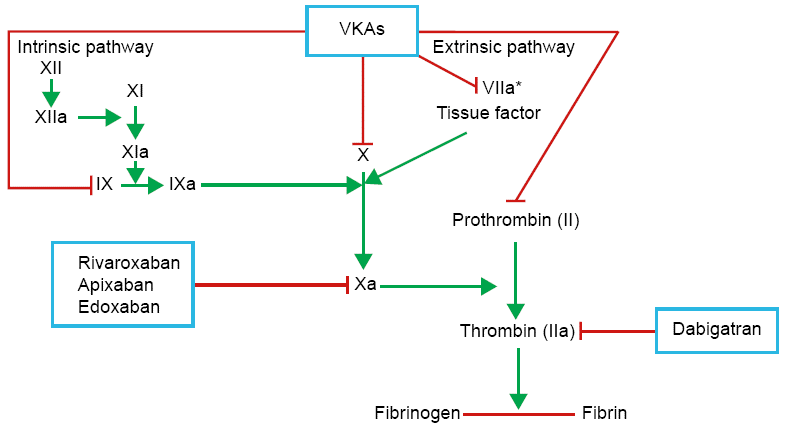 VKAs
Intrinsic pathway
Extrinsic pathway
XII
XI
VIIa*
XIIa
Tissue factor
XIa
X
IX
IXa
Prothrombin (II)
Rivaroxaban
Apixaban
Edoxaban
Xa
Thrombin (IIa)
Dabigatran
Fibrinogen
Fibrin